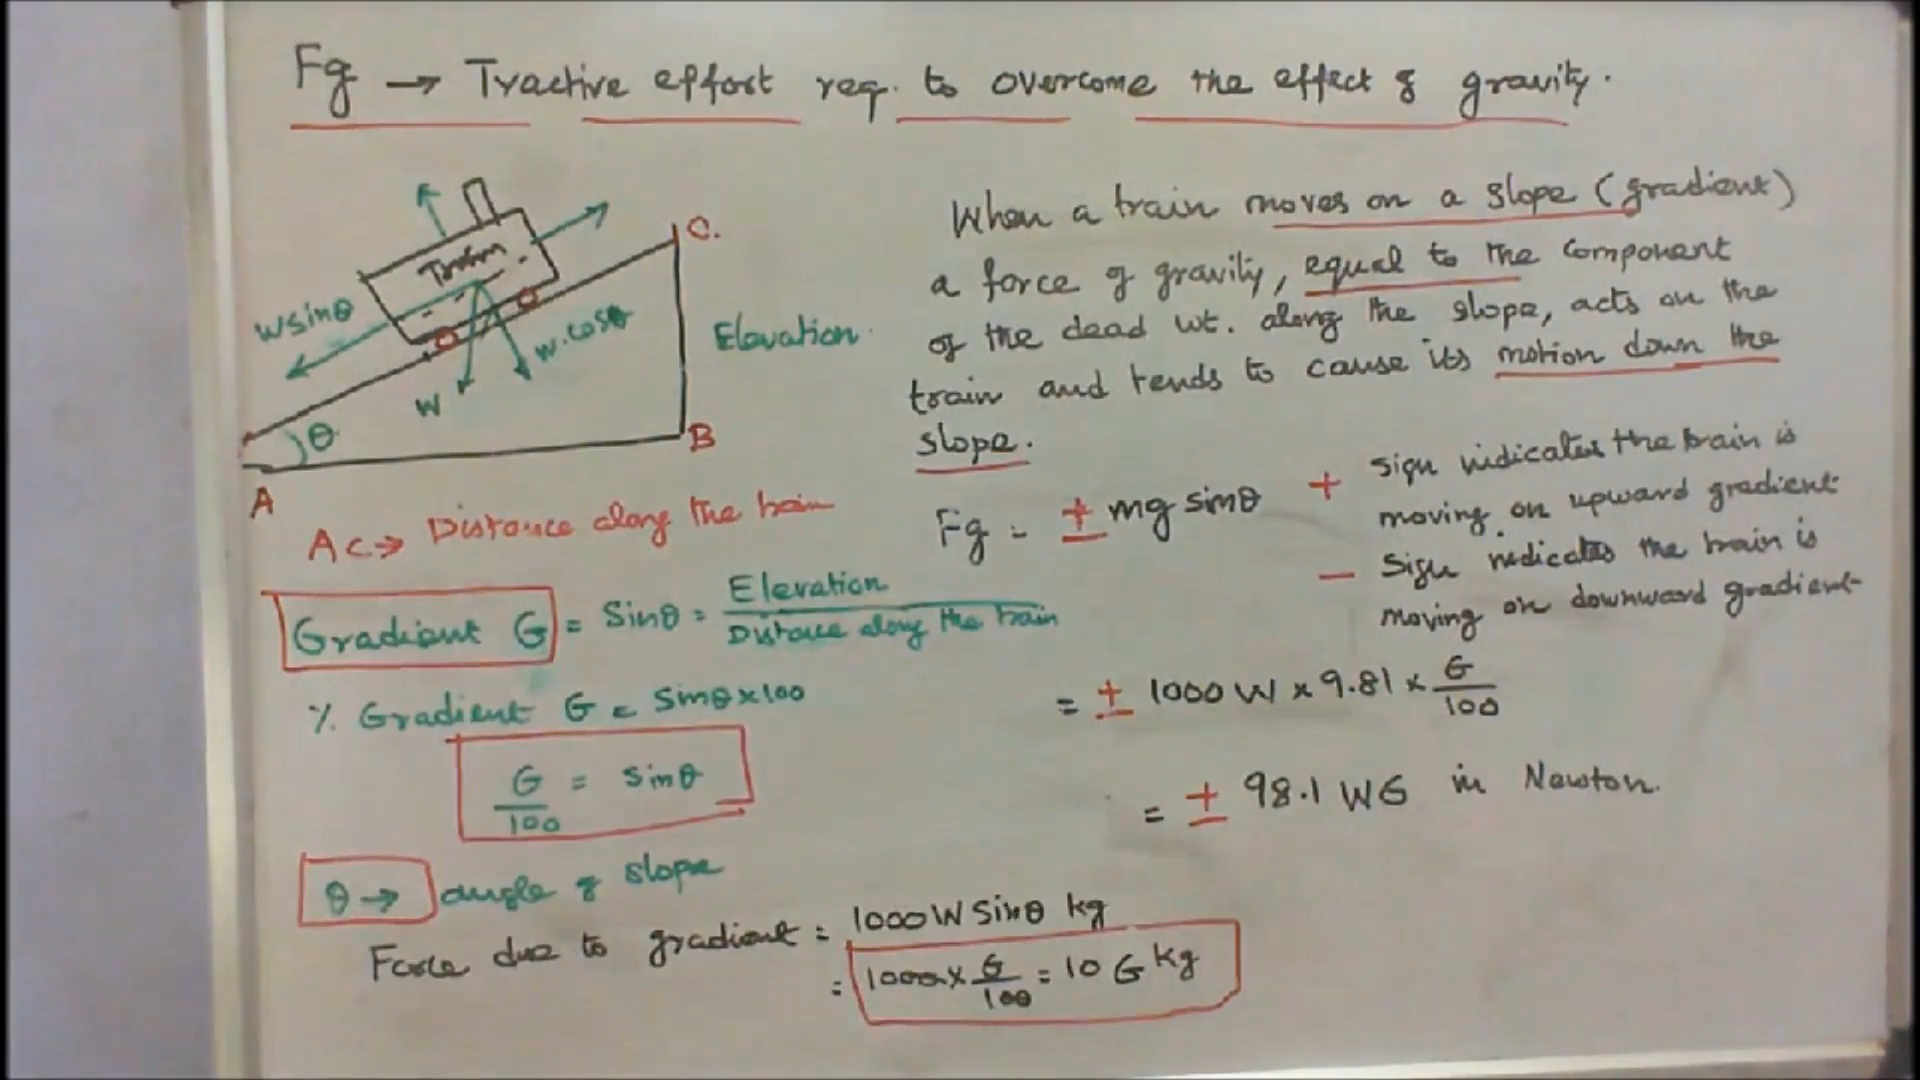 Fg → Tractive effort req. to overcome the effect of gravity.
Train
C.
Wsinθ
W.cosθ
Elevation
W
θ
B
A
AC → Distance along the train
Gradient G = Sinθ = Elevation / Distance along the train
% Gradient G = Sinθ x 100
G/100 = Sinθ
θ → angle of slope
Force due to gradient = 1000W Sinθ kg
= 1000x G/100 = 10 G kg
When a train moves on a slope (gradient)
a force of gravity, equal to the component
of the dead wt. along the slope, acts on the
train and tends to cause its motion down the
slope.
Fg = ± mg sinθ
+ Sign indicates the train is
moving on upward gradient
- Sign indicates the train is
moving on downward gradient
= ± 1000 W x 9.81 x G/100
= ± 98.1 WG in Newton.